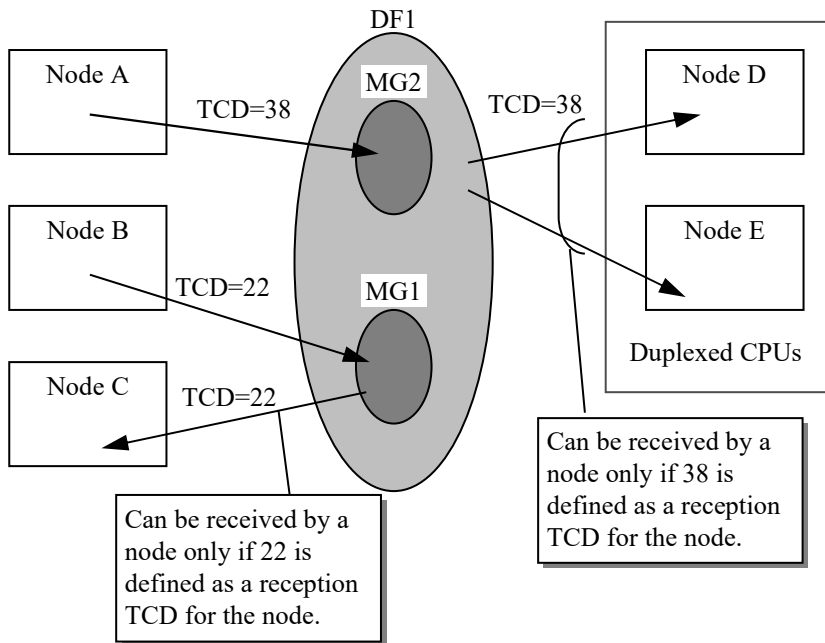 DF1
Node A
MG2
Node D
TCD=38
TCD=38
Node B
Node E
TCD=22
MG1
Duplexed CPUs
Node C
TCD=22
Can be received by a
node only if 38 is
defined as a reception
TCD for the node.
Can be received by a
node only if 22 is
defined as a reception
TCD for the node.